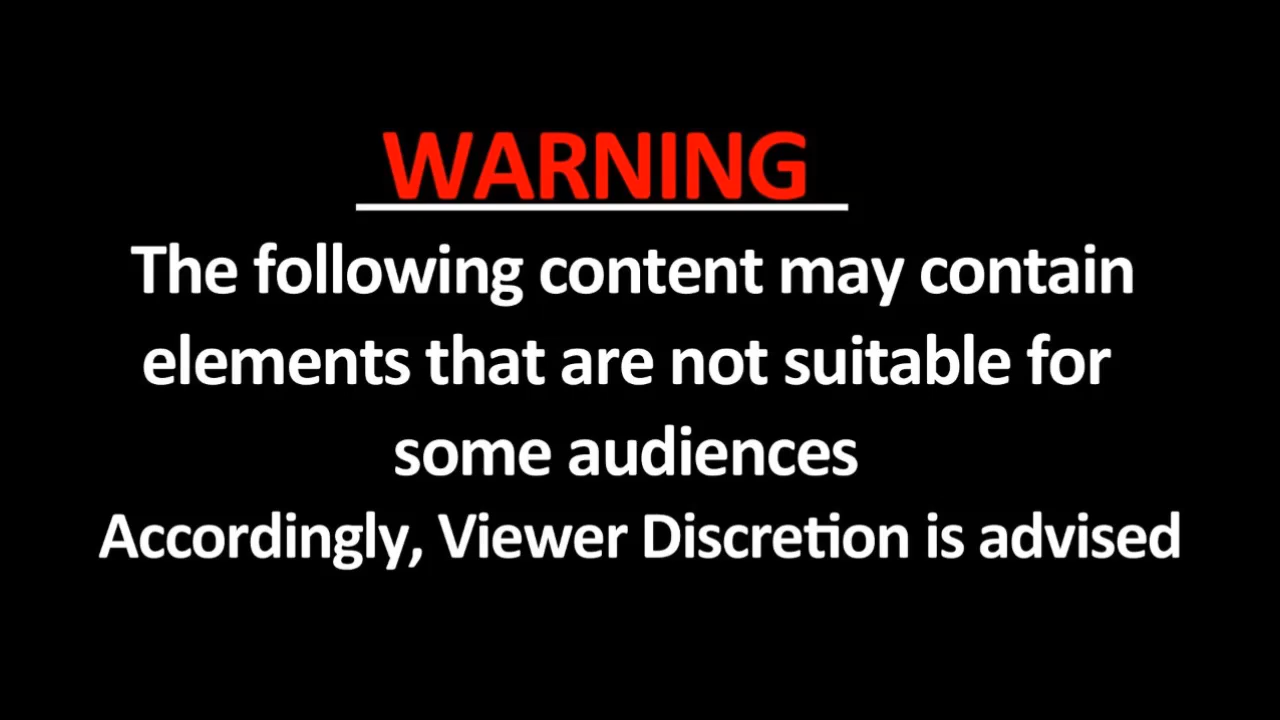 WARNING
The following content may contain
elements that are not suitable for
some audiences
Accordingly, Viewer Discretion is advised